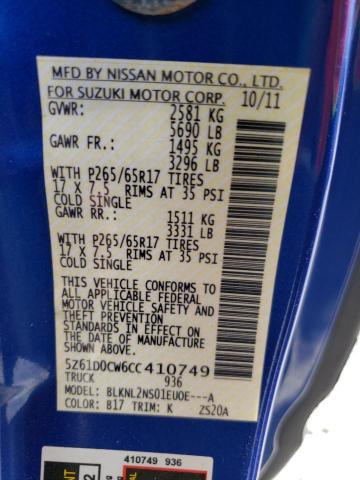 MFD BY NISSAN MOTOR CO., LTD.
FOR SUZUKI MOTOR CORP. 10/11
GVWR: 2581 KG
5690 LB
GAWR FR.: 1495 KG
3296 LB
WITH P265/65R17 TIRES
17 X 7.5 RIMS AT 35 PSI
COLD SINGLE
GAWR RR.: 1511 KG
3331 LB
WITH P265/65R17 TIRES
17 X 7.5 RIMS AT 35 PSI
COLD SINGLE
THIS VEHICLE CONFORMS TO
ALL APPLICABLE FEDERAL
MOTOR VEHICLE SAFETY AND
THEFT PREVENTION
STANDARDS IN EFFECT ON
THE DATE OF MANUFACTURE
SHOWN ABOVE.
5Z61D0CW6CC410749
TRUCK 936
MODEL: BLKNL2NS01EUOE---A
COLOR: B17 TRIM: K ZS20A
410749 936